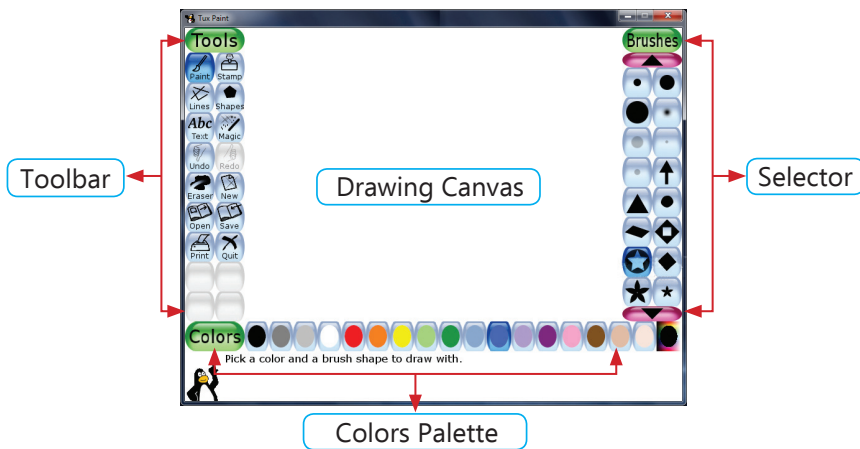 Tux Paint
Tools
Brushes
Paint Stamp
Lines Shapes
Abc
Text Magic
Undo Redo
Eraser New
Open Save
Print Quit
Toolbar
Drawing Canvas
Selector
Colors
Pick a color and a brush shape to draw with.
Colors Palette